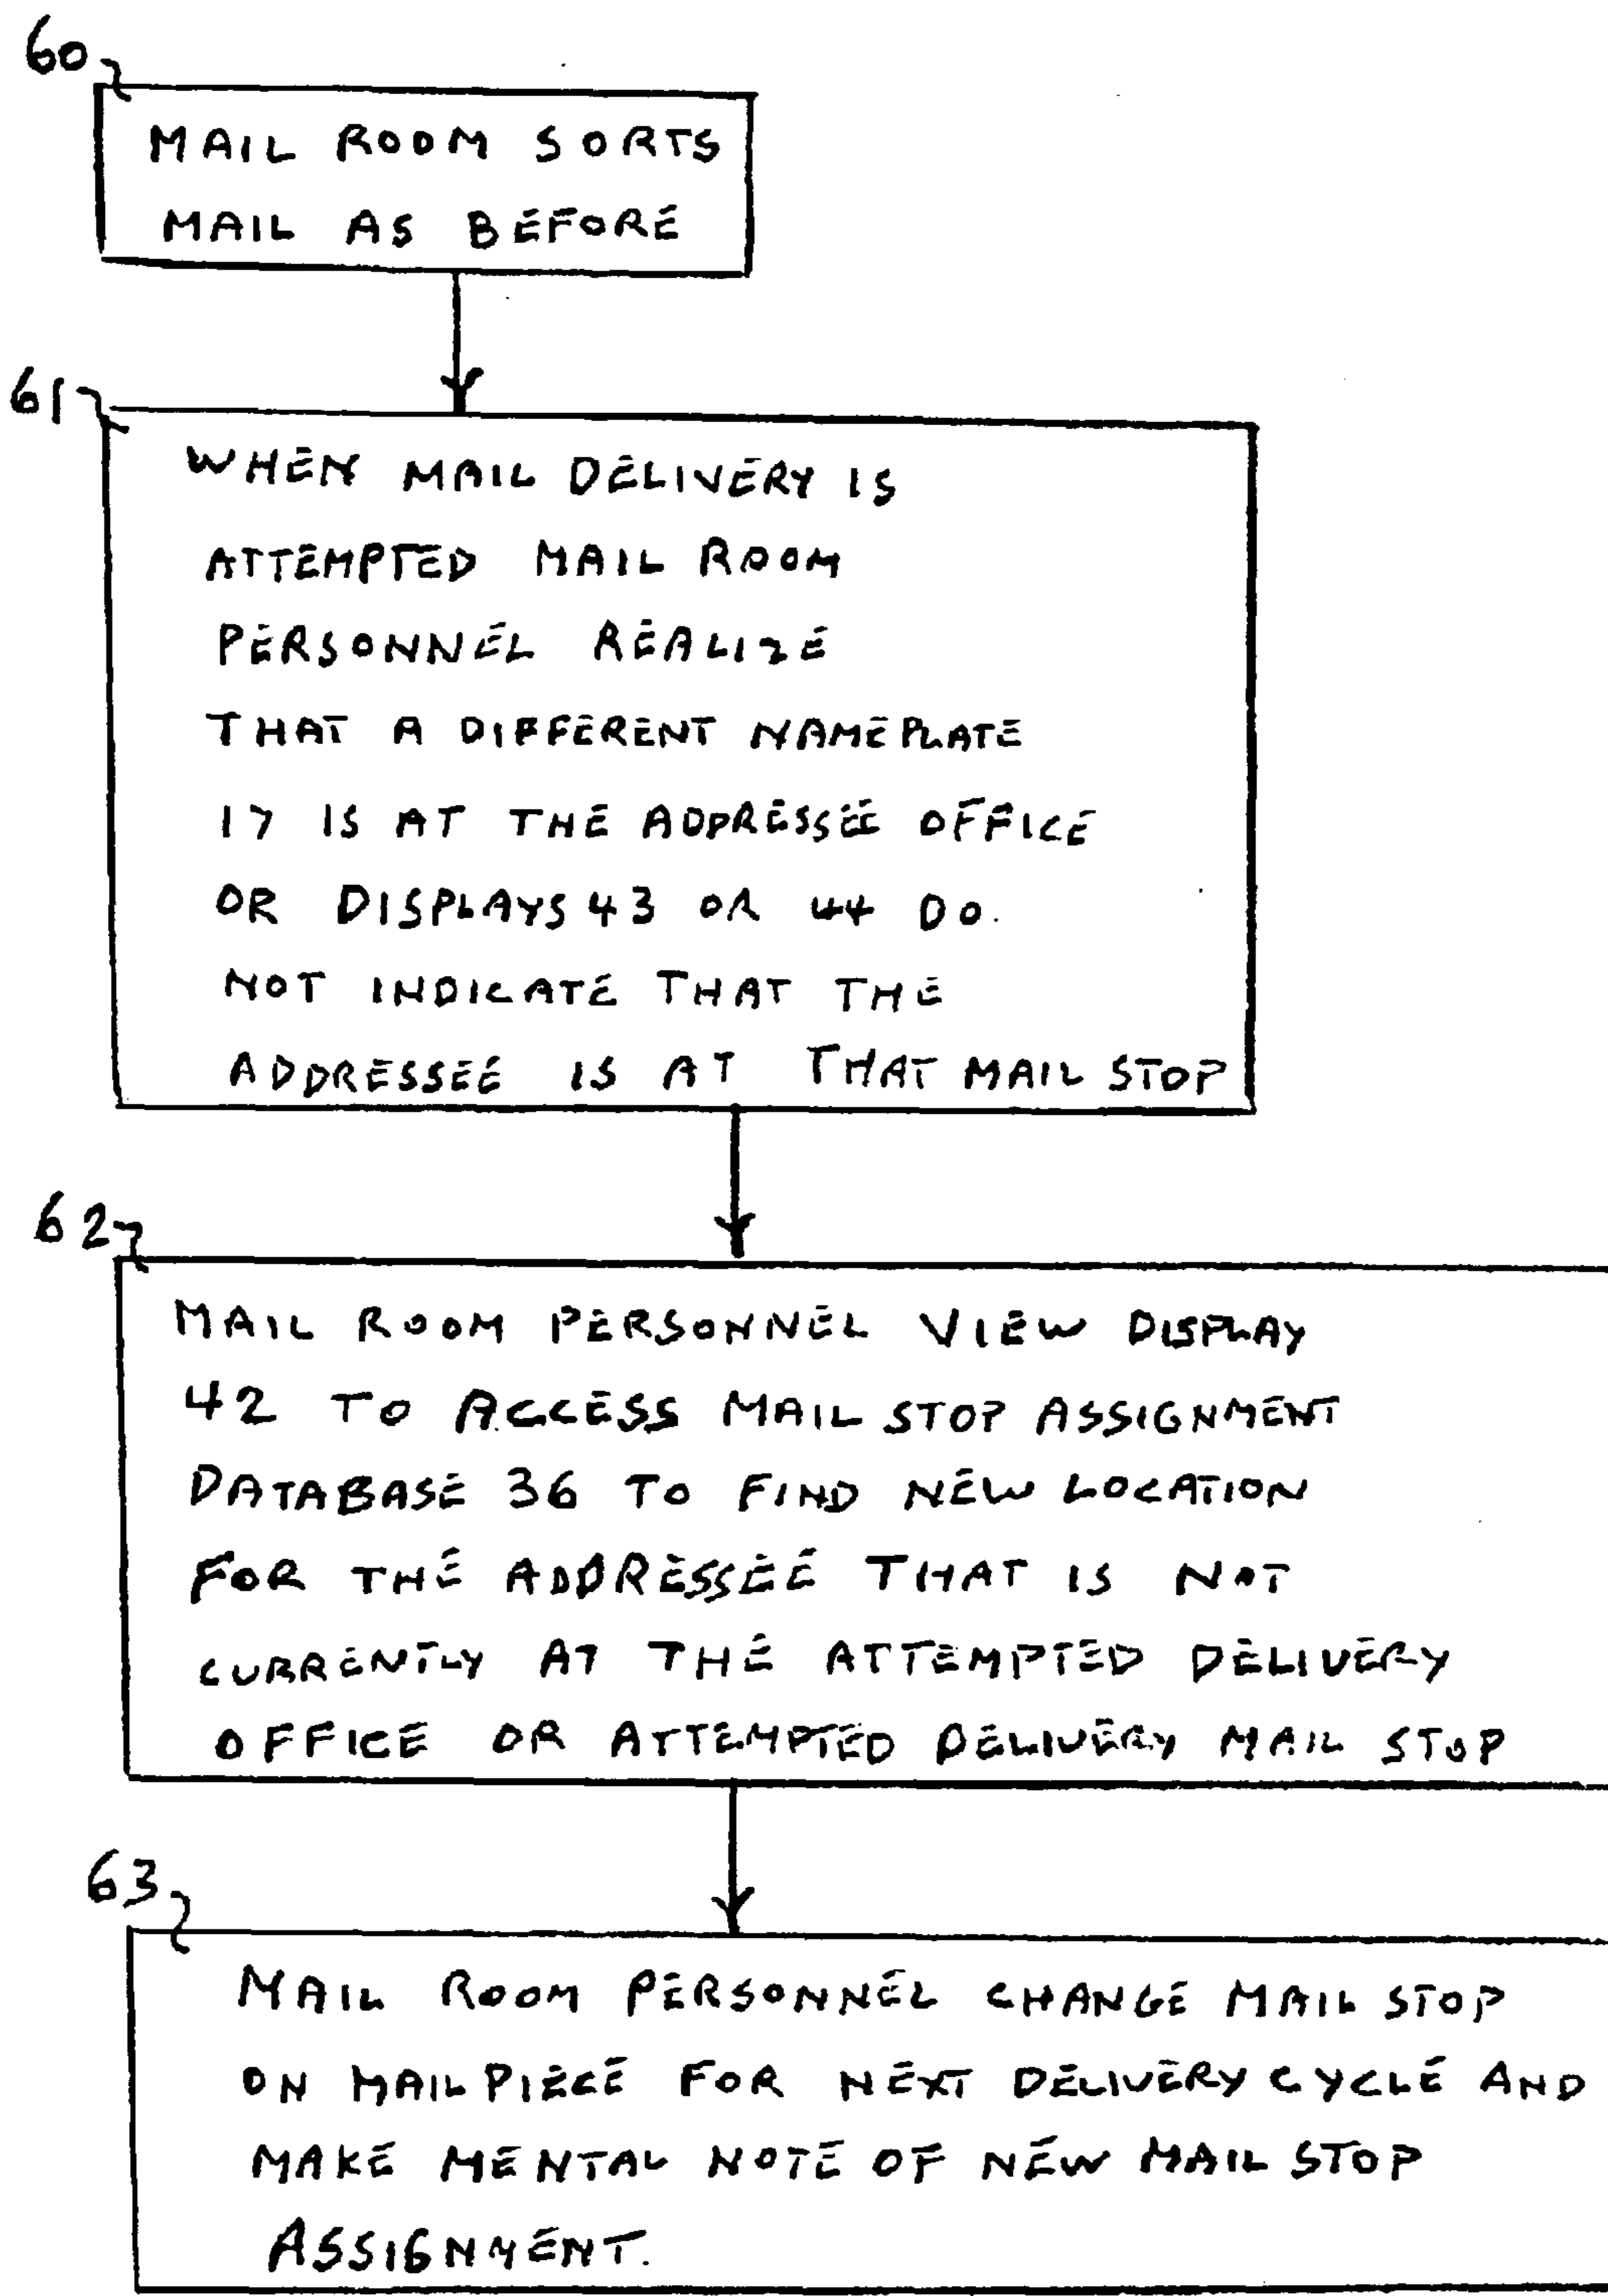 60
MAIL ROOM SORTS
MAIL AS BEFORE
61
WHEN MAIL DELIVERY IS
ATTEMPTED MAIL ROOM
PERSONNEL REALIZE
THAT A DIFFERENT NAMEPLATE
17 IS AT THE ADDRESSEE OFFICE
OR DISPLAYS 43 OR 44 DO.
NOT INDICATE THAT THE
ADDRESSEE IS AT THAT MAIL STOP
62
MAIL ROOM PERSONNEL VIEW DISPLAY
42 TO ACCESS MAIL STOP ASSIGNMENT
DATABASE 36 TO FIND NEW LOCATION
FOR THE ADDRESSEE THAT IS NOT
CURRENTLY AT THE ATTEMPTED DELIVERY
OFFICE OR ATTEMPTED DELIVERY MAIL STOP
63
MAIL ROOM PERSONNEL CHANGE MAIL STOP
ON MAIL PIECE FOR NEXT DELIVERY CYCLE AND
MAKE MENTAL NOTE OF NEW MAIL STOP
ASSIGNMENT.